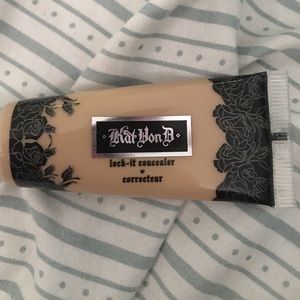 Kat Von D
lock-it concealer
★
correcteur